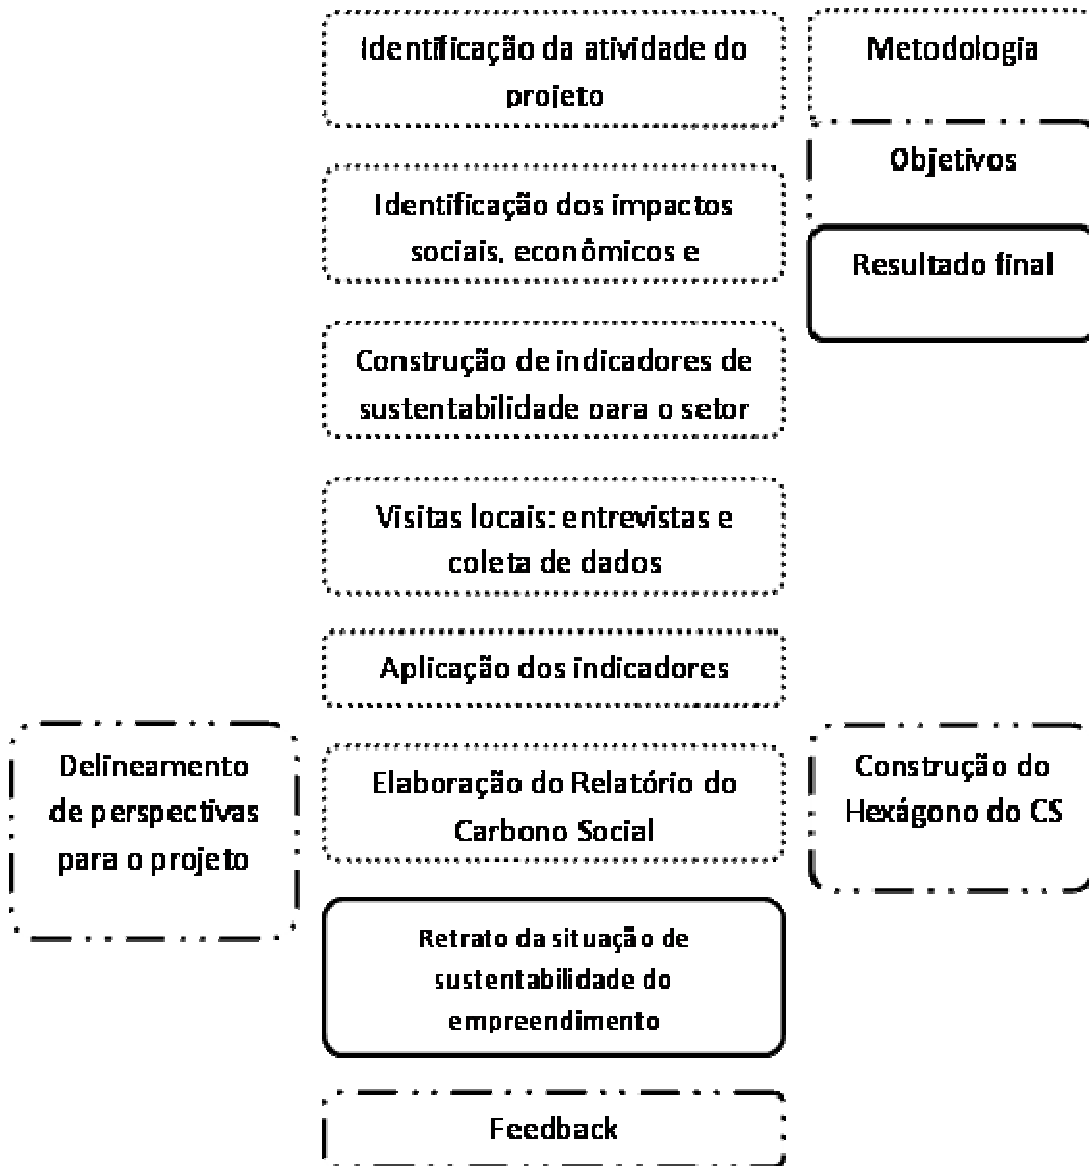 Identificação da atividade do
projeto
Metodologia
Objetivos
Resultado final
Identificação dos impactos
sociais, econômicos e
Construção de indicadores de
sustentabilidade para o setor
Visitas locais: entrevistas e
coleta de dados
Aplicação dos indicadores
Delineamento
de perspectivas
para o projeto
Elaboração do Relatório do
Carbono Social
Construção do
Hexágono do CS
Retrato da situação de
sustentabilidade do
empreendimento
Feedback